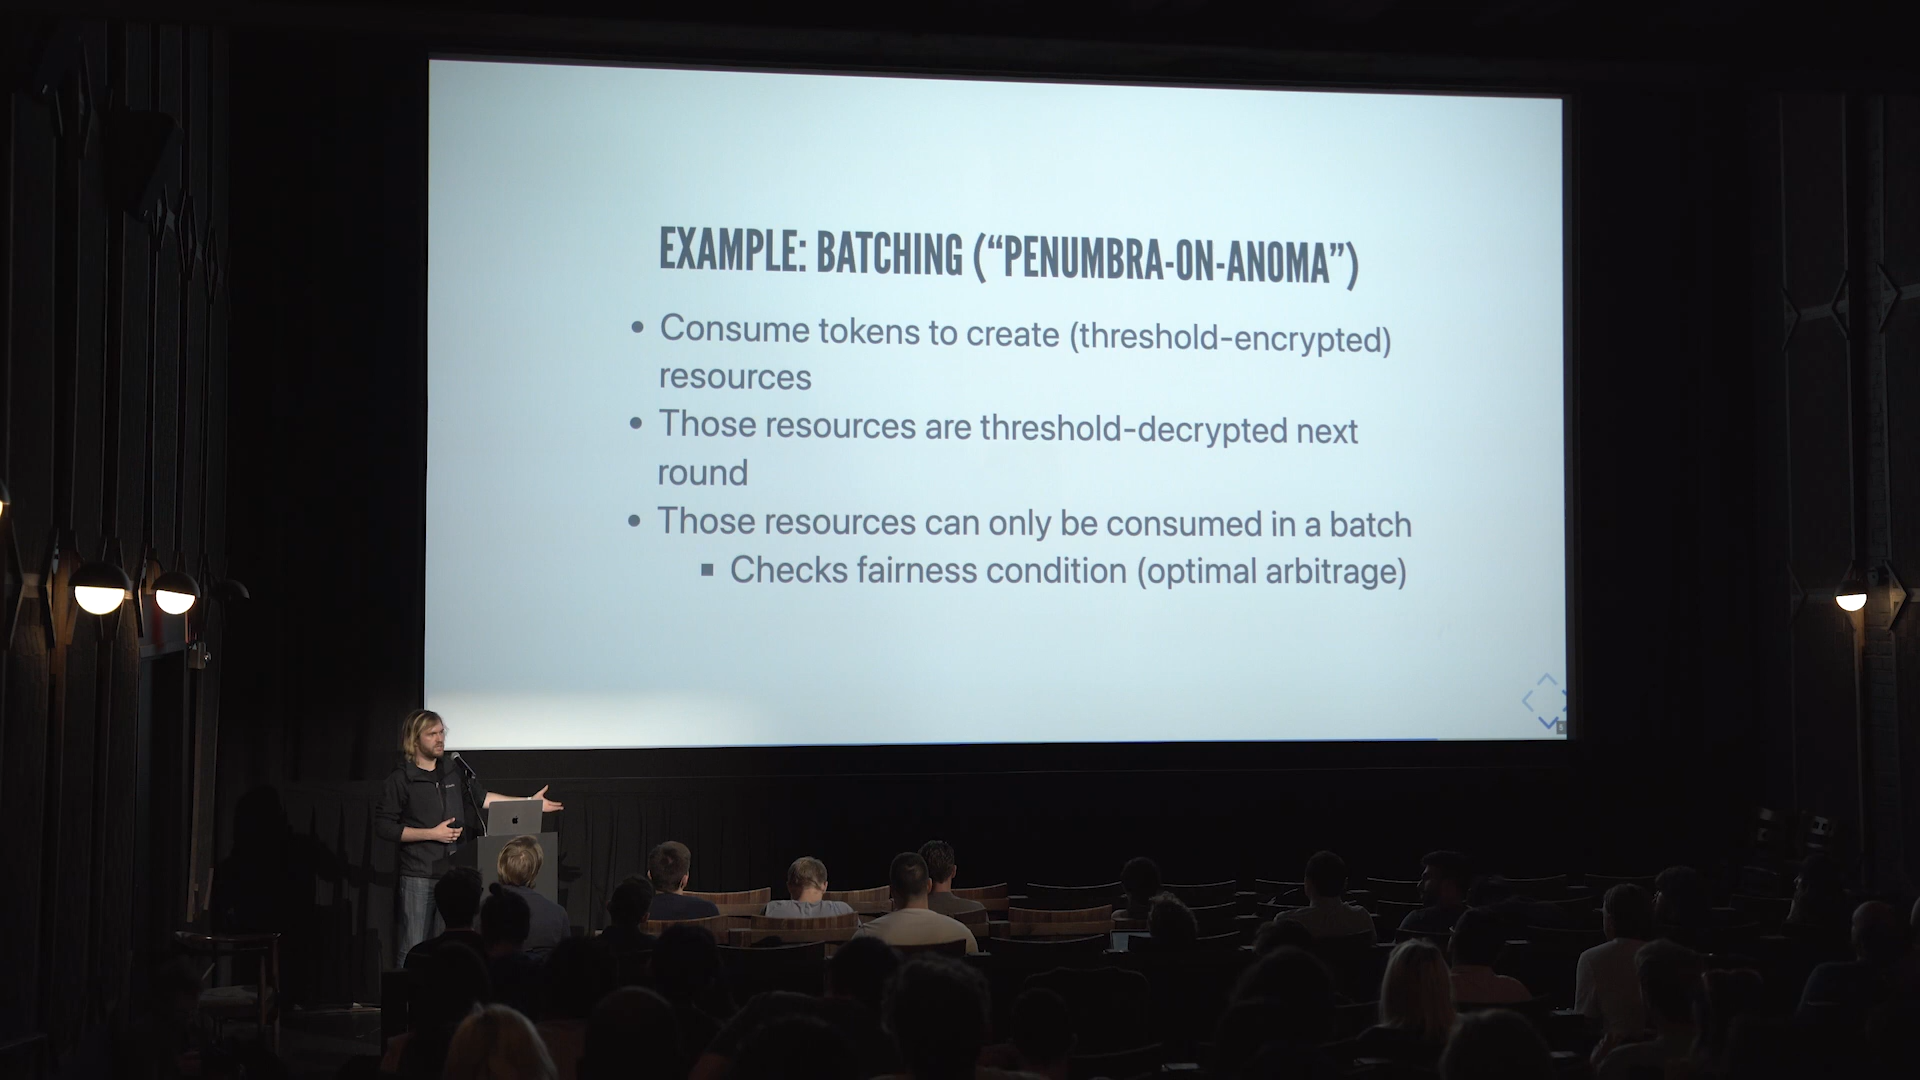 EXAMPLE: BATCHING (“PENUMBRA-ON-ANOMA”)
• Consume tokens to create (threshold-encrypted)
resources
• Those resources are threshold-decrypted next
round
• Those resources can only be consumed in a batch
▪ Checks fairness condition (optimal arbitrage)